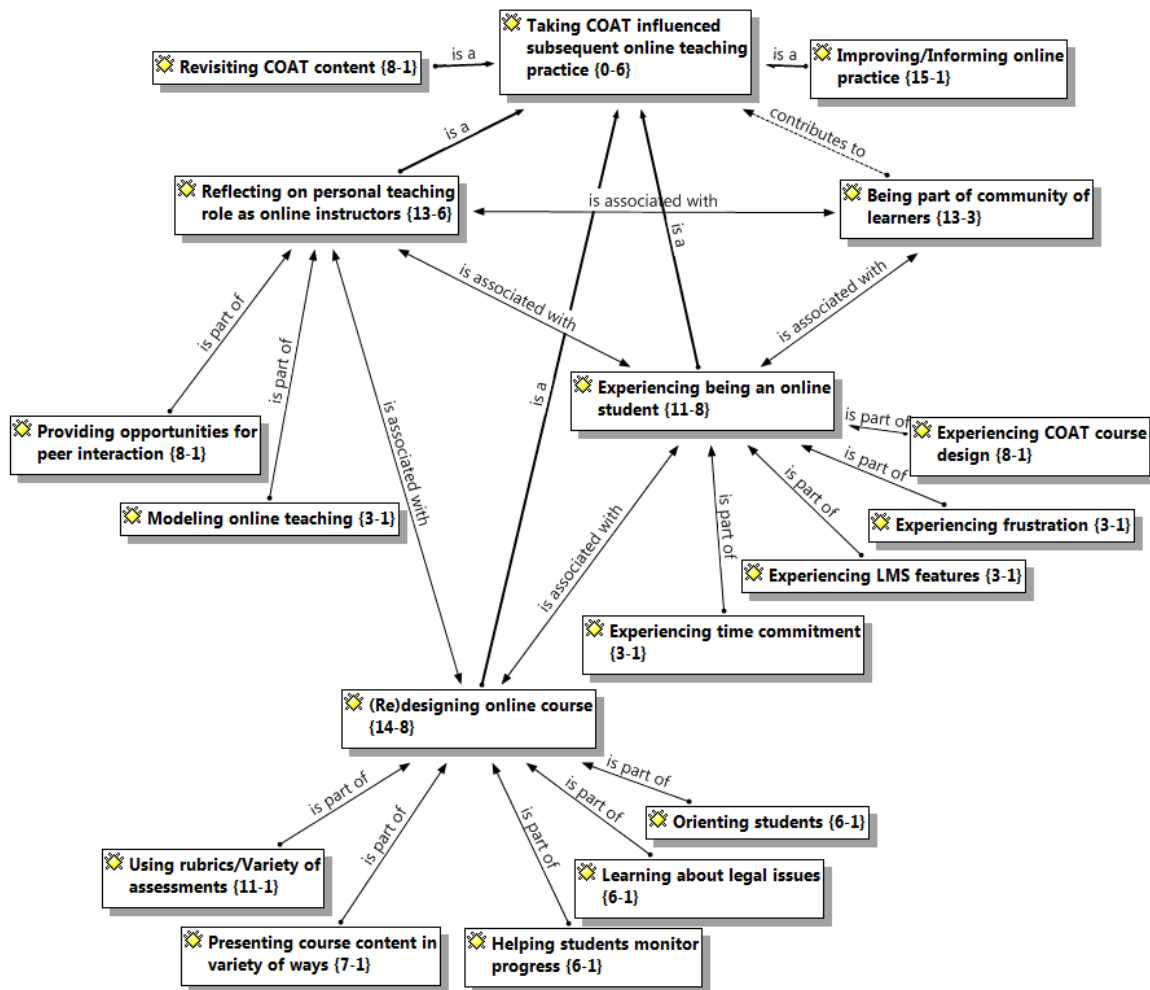 Taking COAT influenced
subsequent online teaching
practice {0-6}
Revisiting COAT content {8-1}
is a
is a
Improving/Informing online
practice {15-1}
is a
contributes to
Reflecting on personal teaching
role as online instructors {13-6}
is associated with
Being part of community of
learners {13-3}
is a
is associated with
is associated with
is part of
is part of
is a
is associated with
Experiencing being an online
student {11-8}
is part of
Experiencing COAT course
design {8-1}
Providing opportunities for
peer interaction {8-1}
is part of
Modeling online teaching {3-1}
is part of
is part of
Experiencing frustration {3-1}
is associated with
Experiencing LMS features {3-1}
Experiencing time commitment
{3-1}
(Re)designing online course
{14-8}
is part of
is part of
is part of
is part of
is part of
Orienting students {6-1}
Using rubrics/Variety of
assessments {11-1}
Learning about legal issues
{6-1}
Presenting course content in
variety of ways {7-1}
Helping students monitor
progress {6-1}